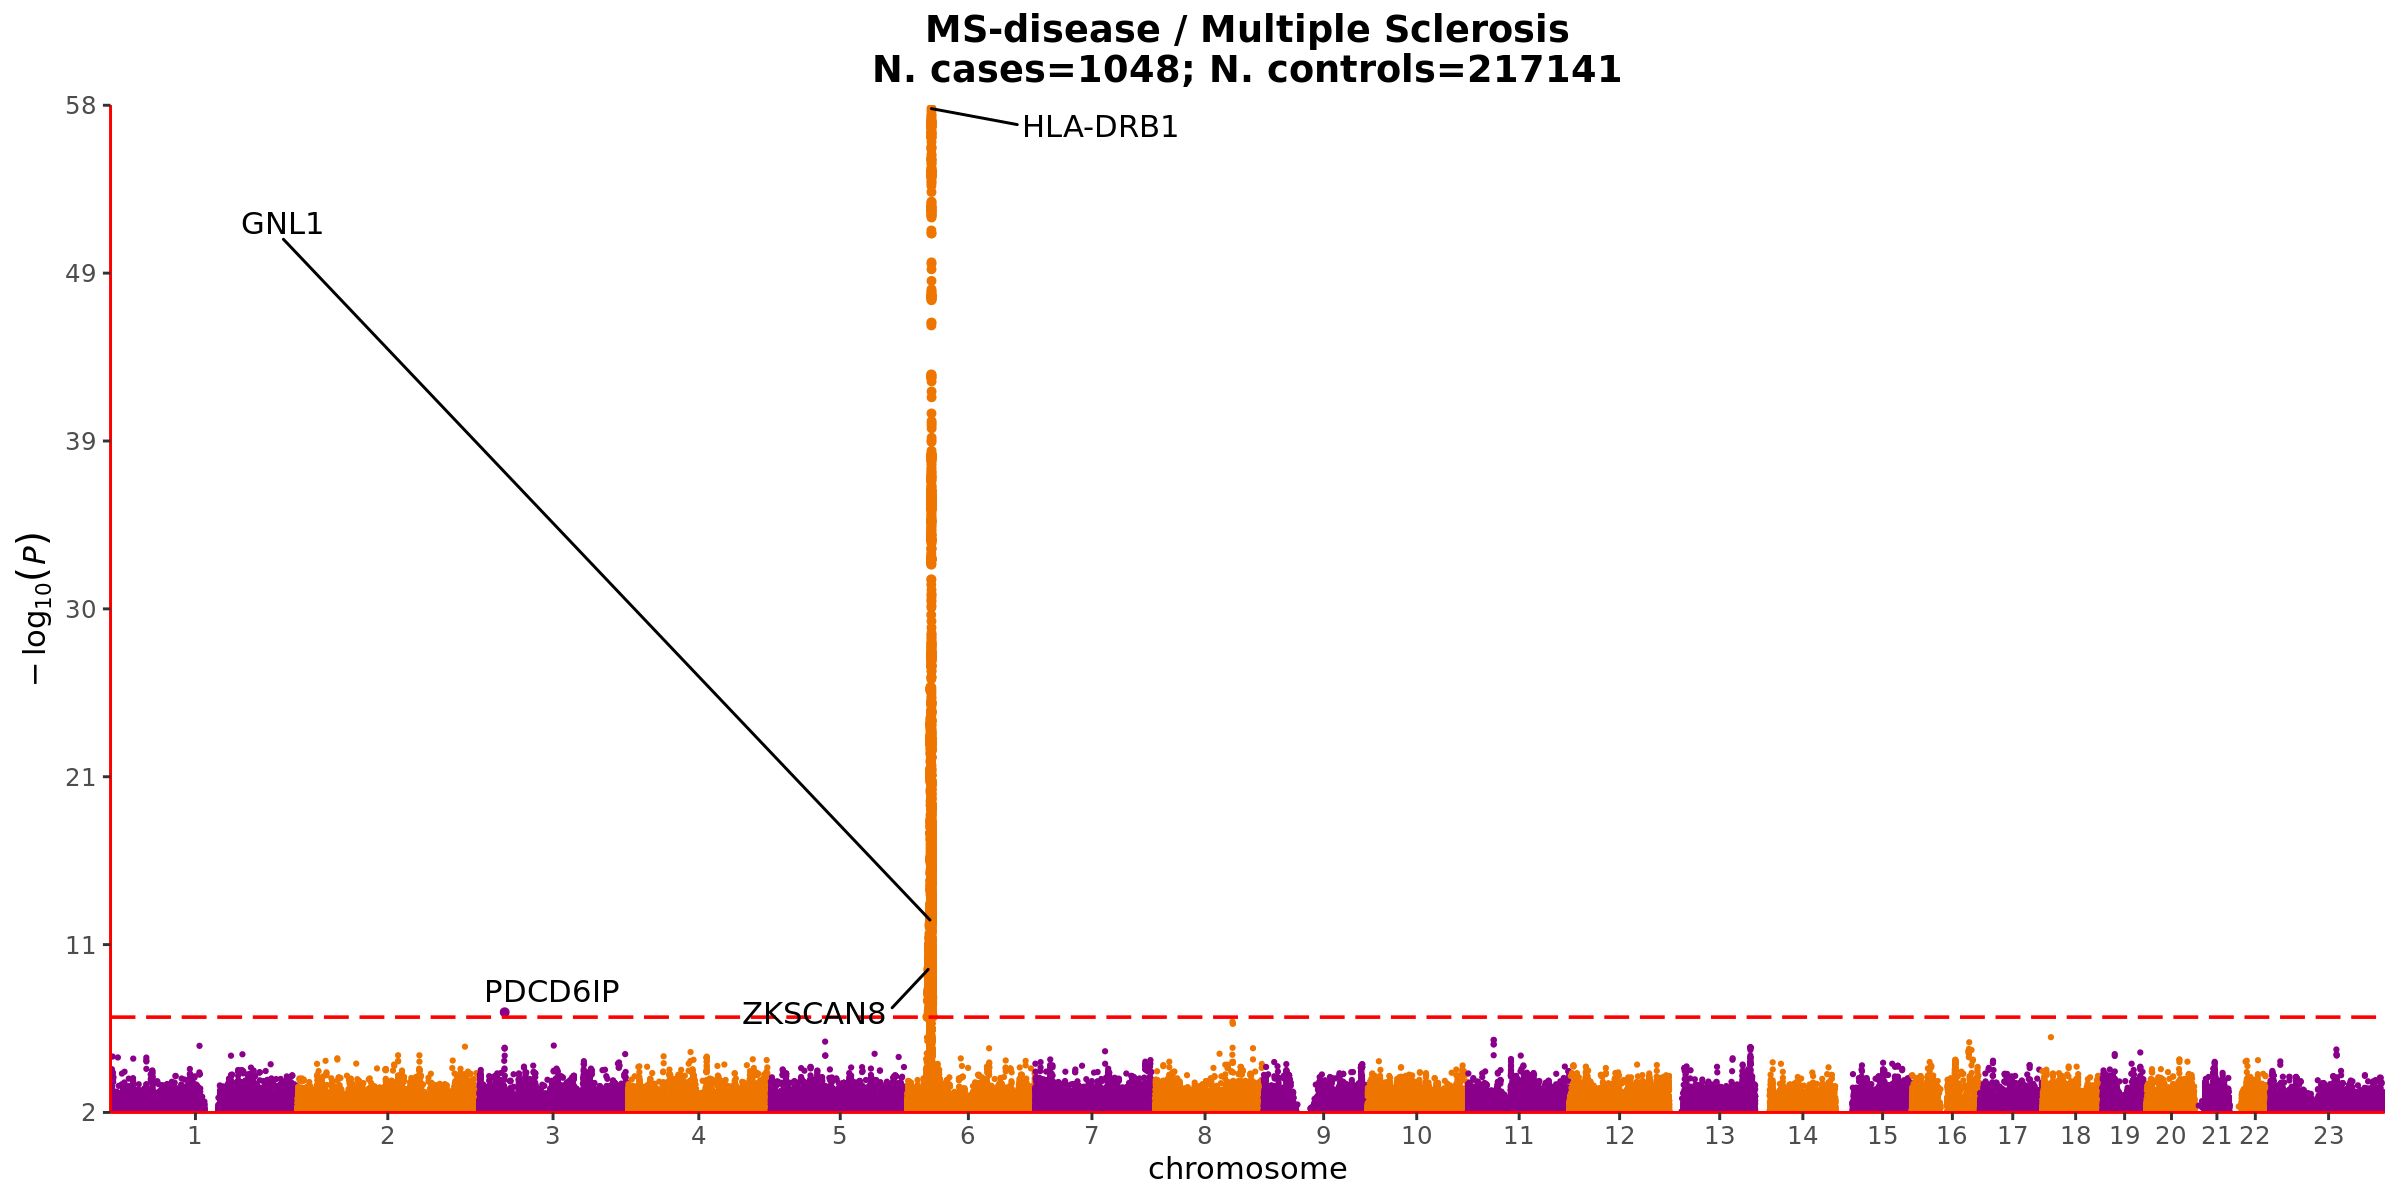 MS-disease / Multiple Sclerosis
N. cases=1048; N. controls=217141
58
HLA-DRB1
GNL1
49
39
−log₁₀(P)
30
21
11
PDCD6IP
ZKSCAN8
2
1 2 3 4 5 6 7 8 9 10 11 12 13 14 15 16 17 18 19 20 21 22 23
chromosome